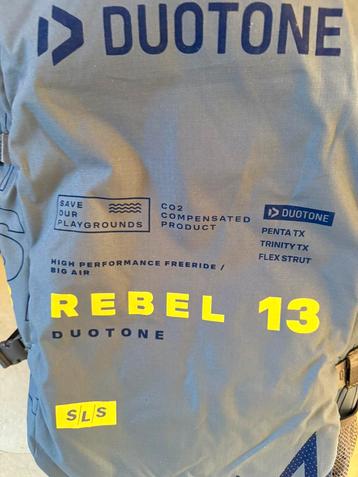 DUOTONE
SAVE
OUR
PLAYGROUNDS
CO2
COMPENSATED
PRODUCT
DUOTONE
PENTA TX
TRINITY TX
FLEX STRUT
HIGH PERFORMANCE FREERIDE /
BIG AIR
REBEL 13
DUOTONE
S/L/S